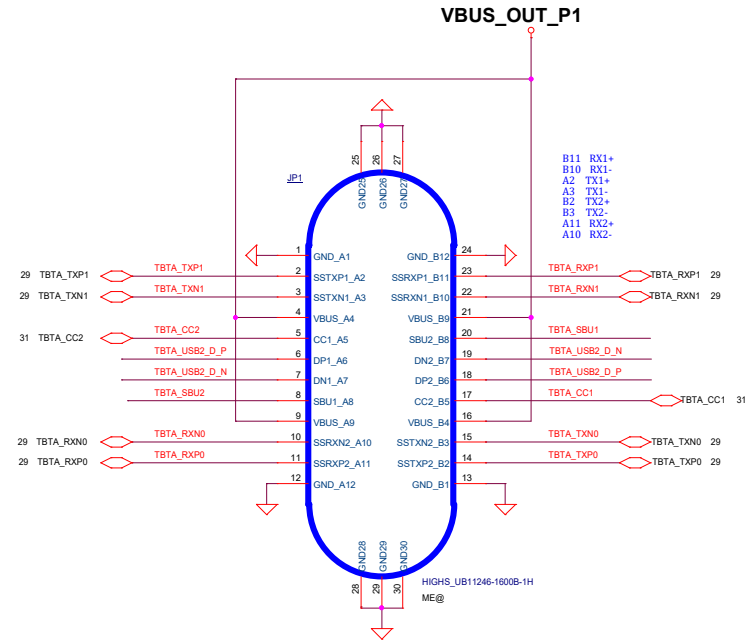 VBUS_OUT_P1
B11 RX1+
B10 RX1-
A2 TX1+
A3 TX1-
B2 TX2+
B3 TX2-
A11 RX2+
A10 RX2-
JP1
25 26 27
GND25 GND26 GND27
1 GND_A1 GND_B12 24
29 TBTA_TXP1 TBTA_TXP1 2 SSTXP1_A2 SSRXP1_B11 23 TBTA_RXP1 TBTA_RXP1 29
29 TBTA_TXN1 TBTA_TXN1 3 SSTXN1_A3 SSRXN1_B10 22 TBTA_RXN1 TBTA_RXN1 29
4 VBUS_A4 VBUS_B9 21
31 TBTA_CC2 TBTA_CC2 5 CC1_A5 SBU2_B8 20 TBTA_SBU1
TBTA_USB2_D_P 6 DP1_A6 DN2_B7 19 TBTA_USB2_D_N
TBTA_USB2_D_N 7 DN1_A7 DP2_B6 18 TBTA_USB2_D_P
TBTA_SBU2 8 SBU1_A8 CC2_B5 17 TBTA_CC1 TBTA_CC1 31
9 VBUS_A9 VBUS_B4 16
29 TBTA_RXN0 TBTA_RXN0 10 SSRXN2_A10 SSTXN2_B3 15 TBTA_TXN0 TBTA_TXN0 29
29 TBTA_RXP0 TBTA_RXP0 11 SSRXP2_A11 SSTXP2_B2 14 TBTA_TXP0 TBTA_TXP0 29
12 GND_A12 GND_B1 13
GND28 GND29 GND30
28 29 30
HIGHS_UB11246-1600B-1H
ME@